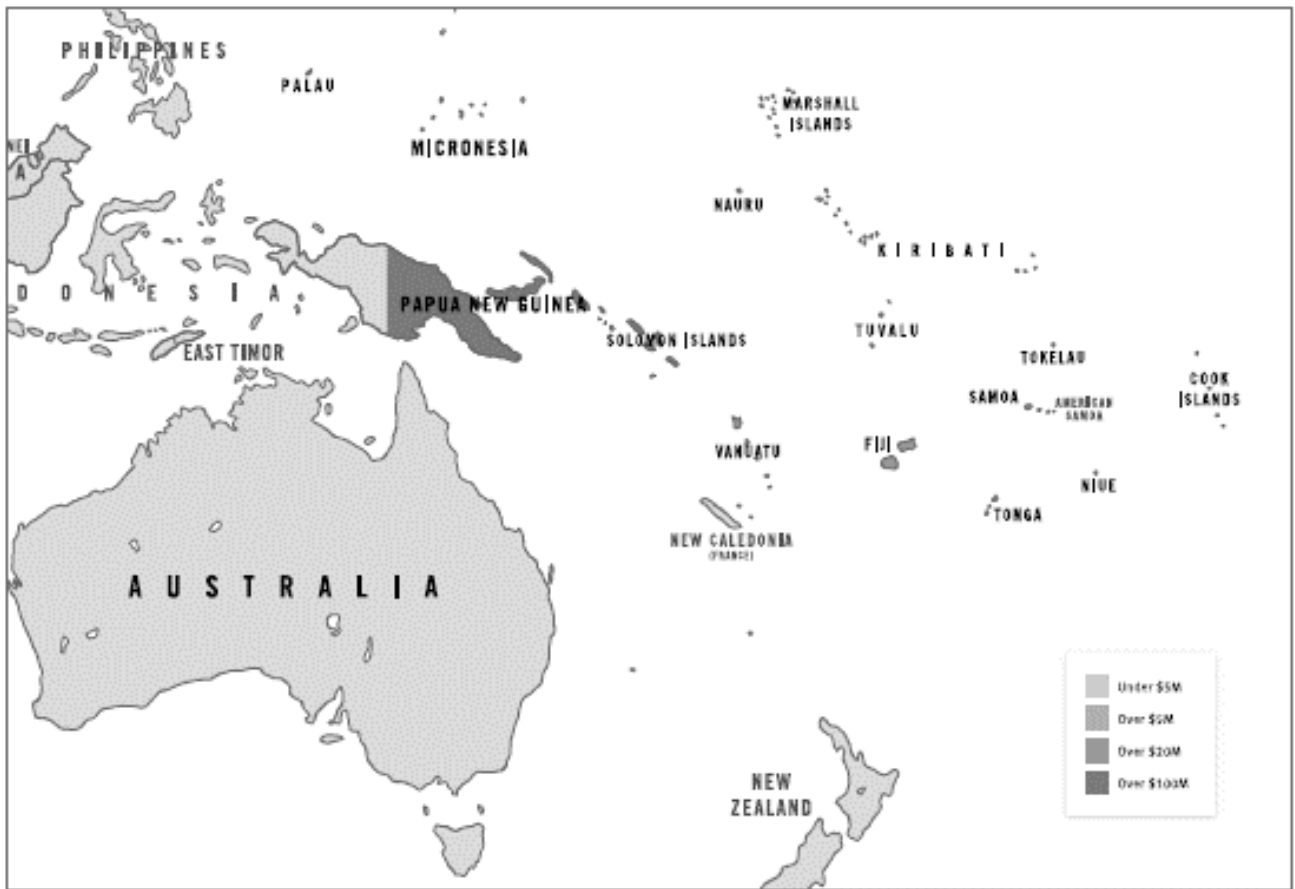 PHILIPPINES
PALAU
MARSHALL
ISLANDS
MICRONESIA
NEI
A
NAURU
KIRIBATI
DONESIA
PAPUA NEW GUINEA
SOLOMON ISLANDS
TUVALU
EAST TIMOR
TOKELAU
COOK
ISLANDS
SAMOA
AMERICAN
SAMOA
VANUATU
FIJI
NIUE
TONGA
NEW CALEDONIA
(FRANCE)
AUSTRALIA
Under $5M
Over $5M
Over $20M
Over $100M
NEW
ZEALAND